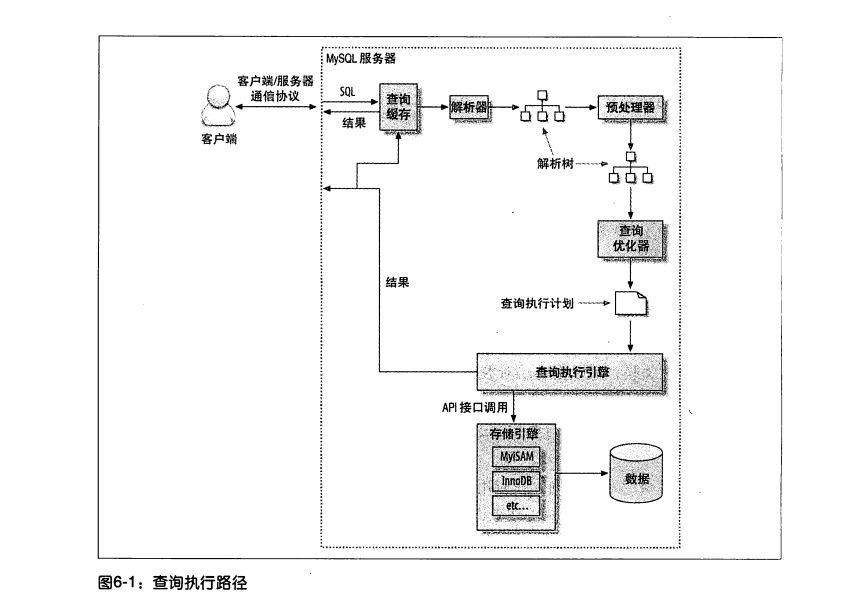 MySQL 服务器
客户端/服务器
通信协议
客户端
SQL
结果
查询
缓存
解析器
预处理器
解析树
查询
优化器
结果
查询执行计划
查询执行引擎
API 接口调用
存储引擎
MyISAM
InnoDB
etc...
数据
图6-1：查询执行路径